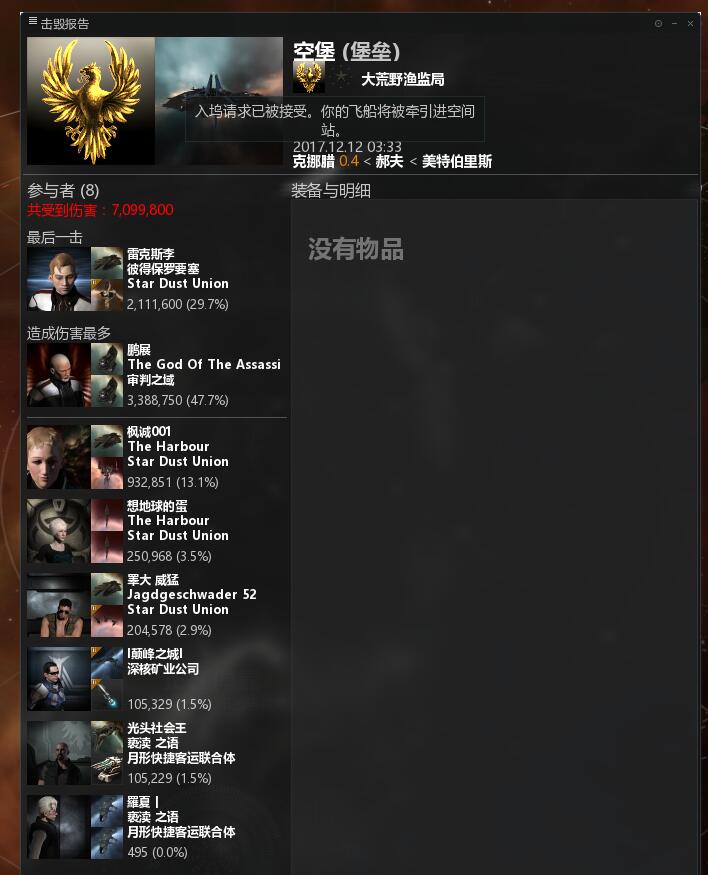 击毁报告
空堡 (堡垒)
大荒野渔监局
入坞请求已被接受。你的飞船将被牵引进空间
站。
2017.12.12 03:33
克挪腊 0.4 < 郝夫 < 美特伯里斯
参与者 (8)
共受到伤害：7,099,800
装备与明细
没有物品
最后一击
雷克斯李
彼得保罗要塞
Star Dust Union
2,111,600 (29.7%)
造成伤害最多
鹏展
The God Of The Assassi
审判之域
3,388,750 (47.7%)
枫诚001
The Harbour
Star Dust Union
932,851 (13.1%)
想地球的蛋
The Harbour
Star Dust Union
250,968 (3.5%)
睾大 威猛
Jagdgeschwader 52
Star Dust Union
204,578 (2.9%)
I颠峰之城I
深核矿业公司
105,329 (1.5%)
光头社会王
亵渎 之语
月形快捷客运联合体
105,229 (1.5%)
羅夏丨
亵渎 之语
月形快捷客运联合体
495 (0.0%)